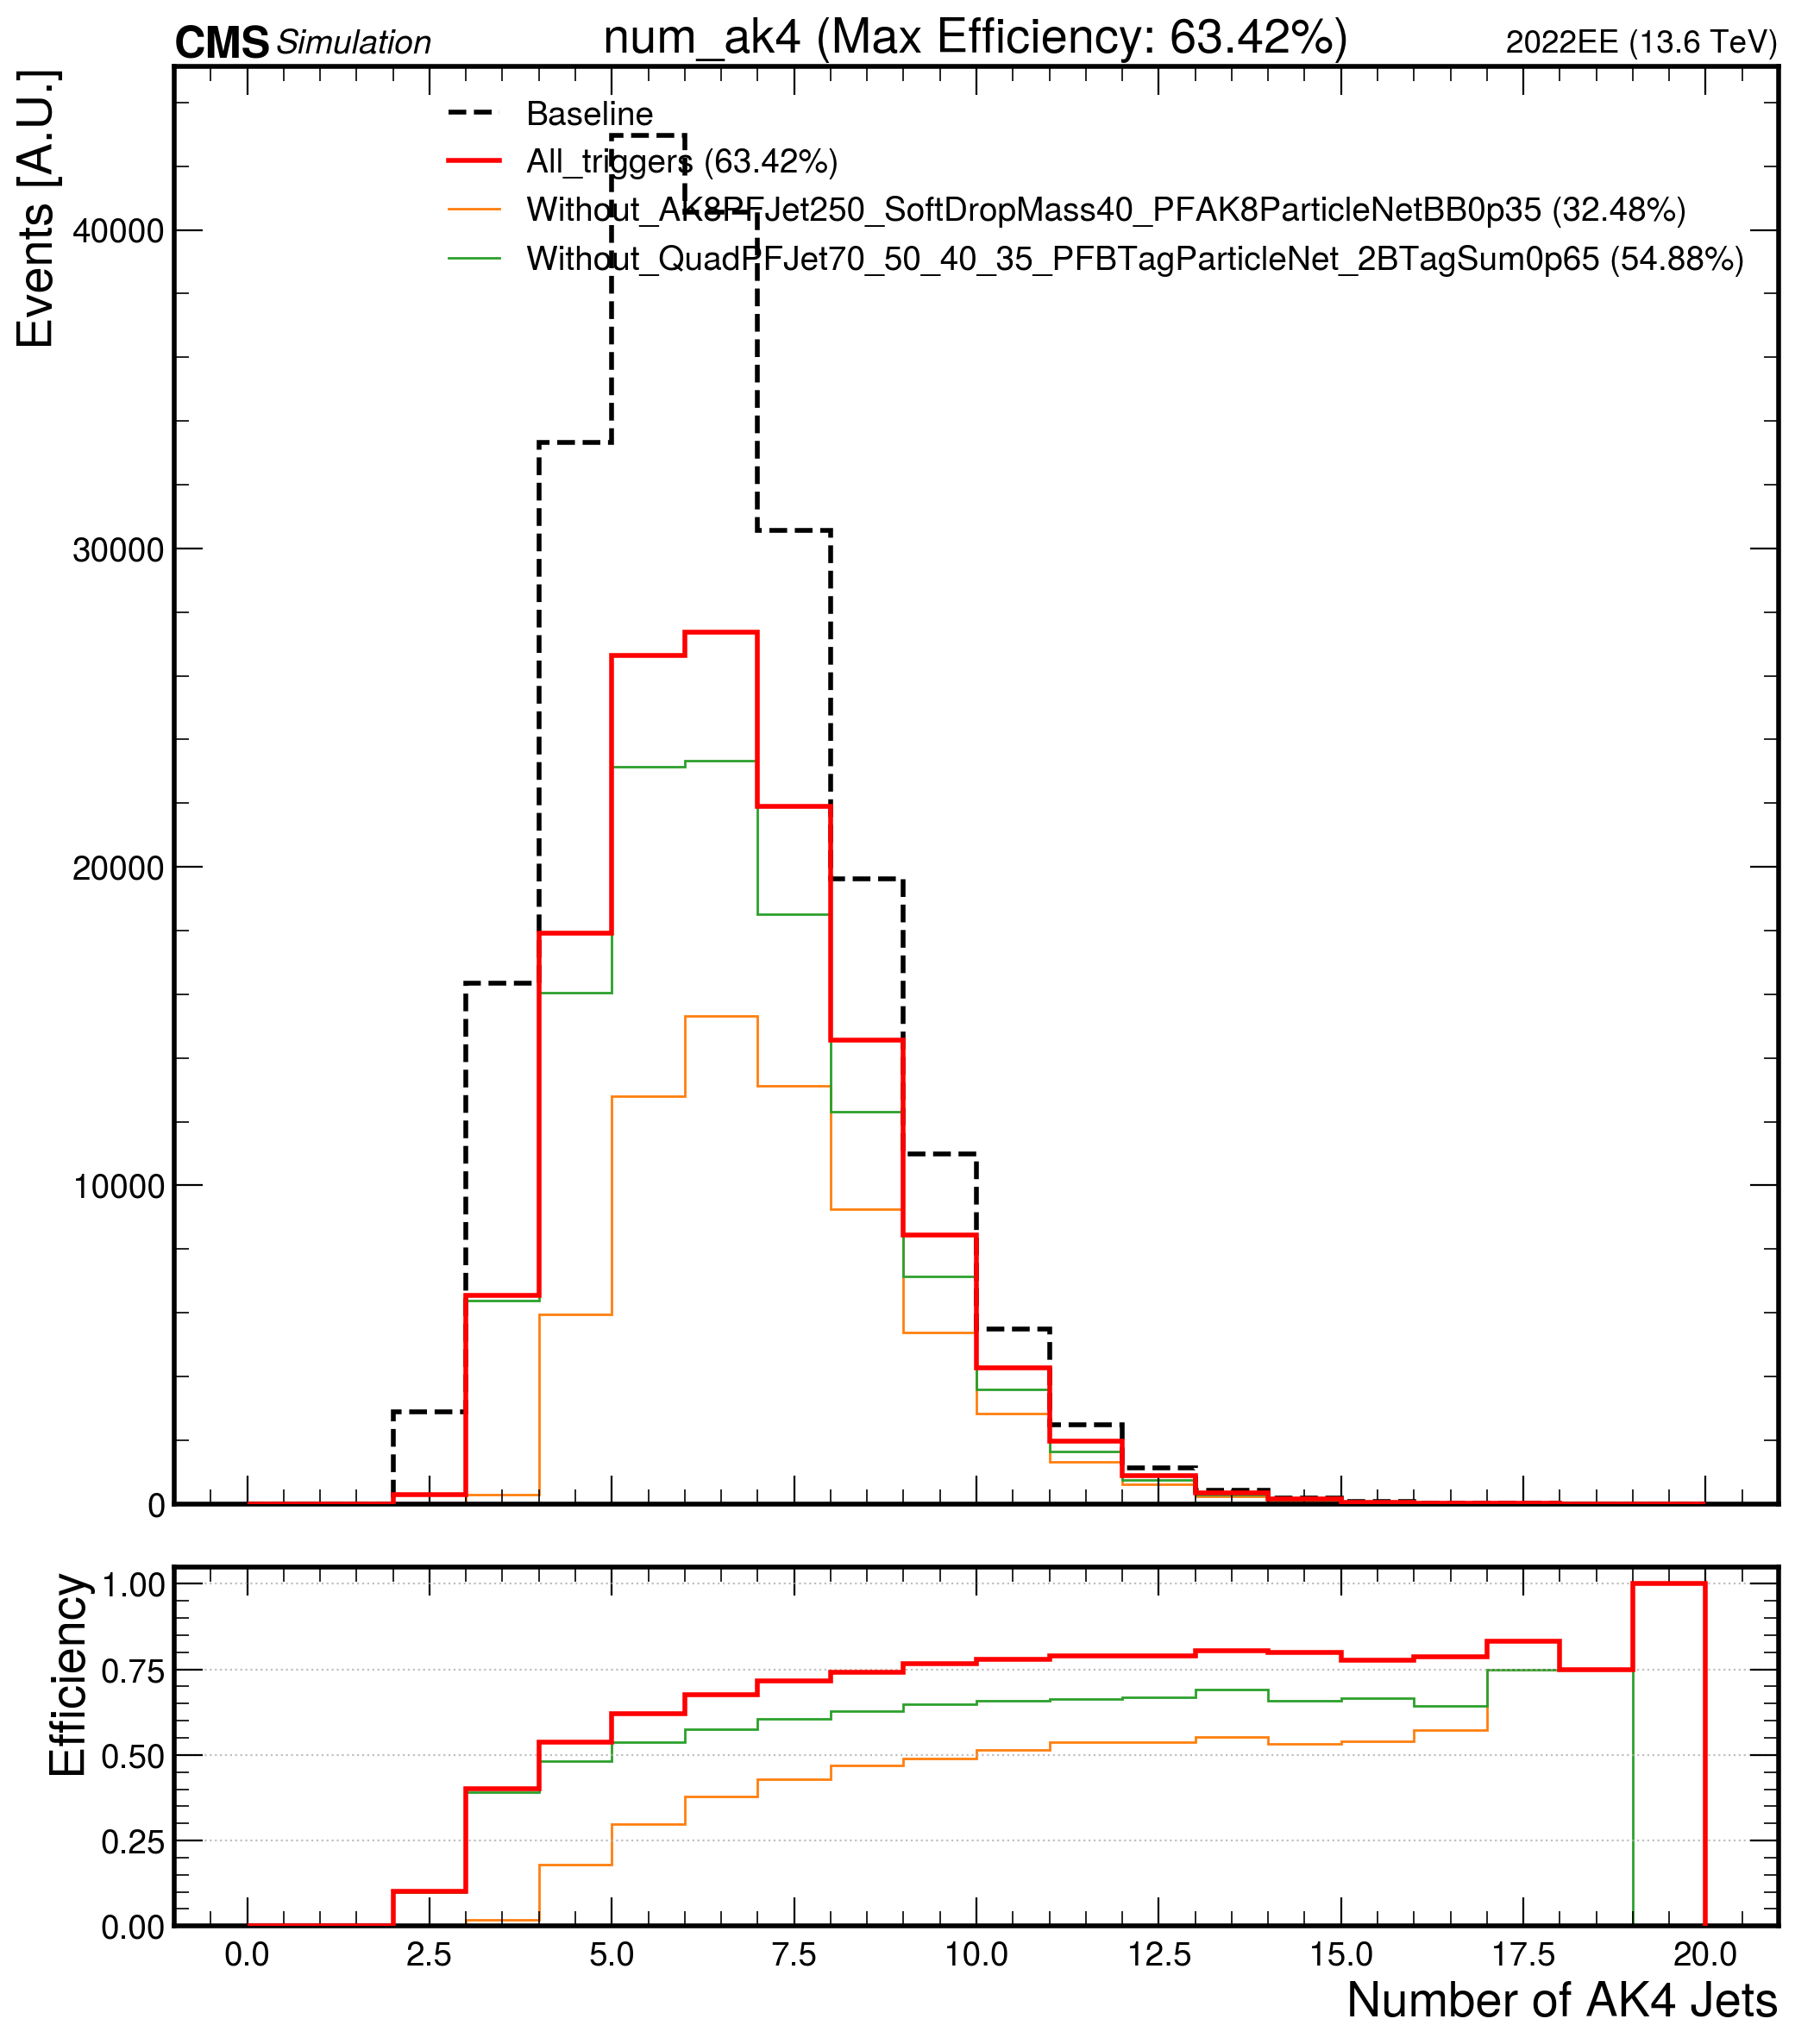 CMS Simulation num_ak4 (Max Efficiency: 63.42%) 2022EE (13.6 TeV)
Events [A.U.]
Baseline
All_triggers (63.42%)
Without_AK8PFJet250_SoftDropMass40_PFAK8ParticleNetBB0p35 (32.48%)
Without_QuadPFJet70_50_40_35_PFBTagParticleNet_2BTagSum0p65 (54.88%)
40000
30000
20000
10000
0
Efficiency
1.00
0.75
0.50
0.25
0.00
0.0 2.5 5.0 7.5 10.0 12.5 15.0 17.5 20.0
Number of AK4 Jets